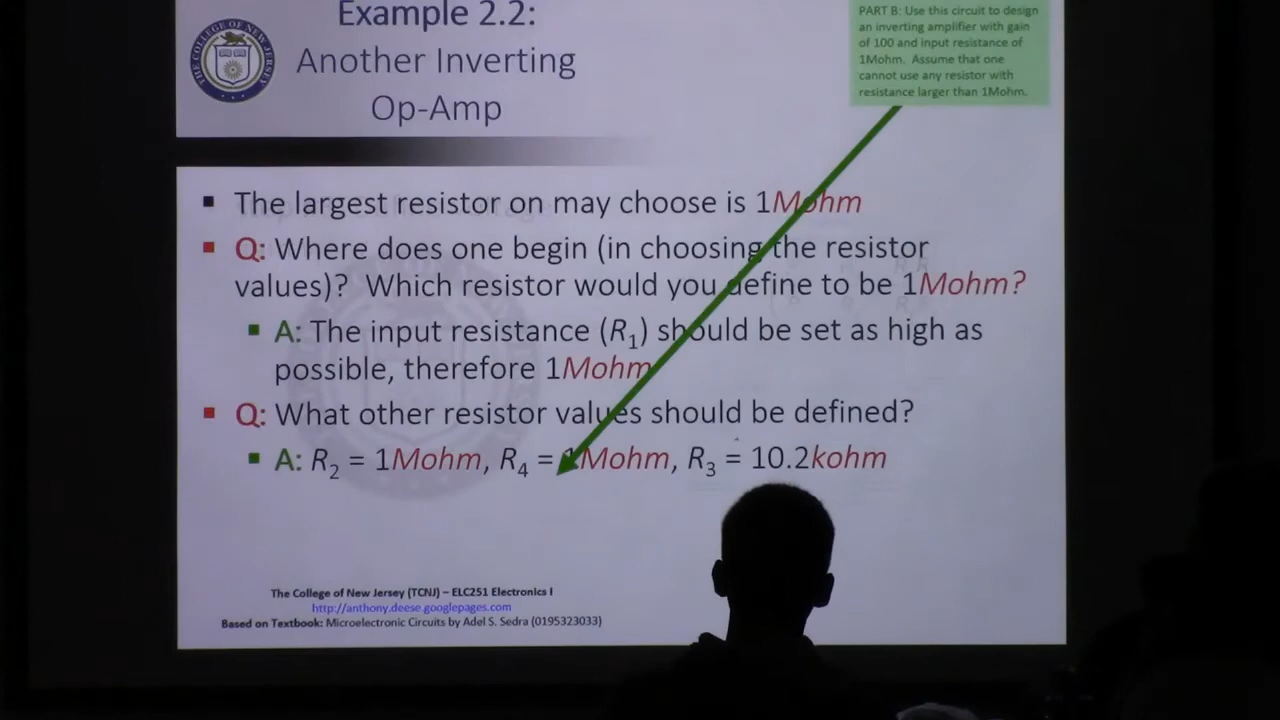 Example 2.2:
Another Inverting
Op-Amp
THE COLLEGE OF NEW JERSEY
PART B: Use this circuit to design
an inverting amplifier with gain
of 100 and input resistance of
1Mohm. Assume that one
cannot use any resistor with
resistance larger than 1Mohm.
The largest resistor on may choose is 1Mohm
Q: Where does one begin (in choosing the resistor
values)? Which resistor would you define to be 1Mohm?
A: The input resistance (R1) should be set as high as
possible, therefore 1Mohm
Q: What other resistor values should be defined?
A: R2 = 1Mohm, R4 = 1Mohm, R3 = 10.2kohm
The College of New Jersey (TCNJ) – ELC251 Electronics I
http://anthony.deese.googlepages.com
Based on Textbook: Microelectronic Circuits by Adel S. Sedra (0195323033)